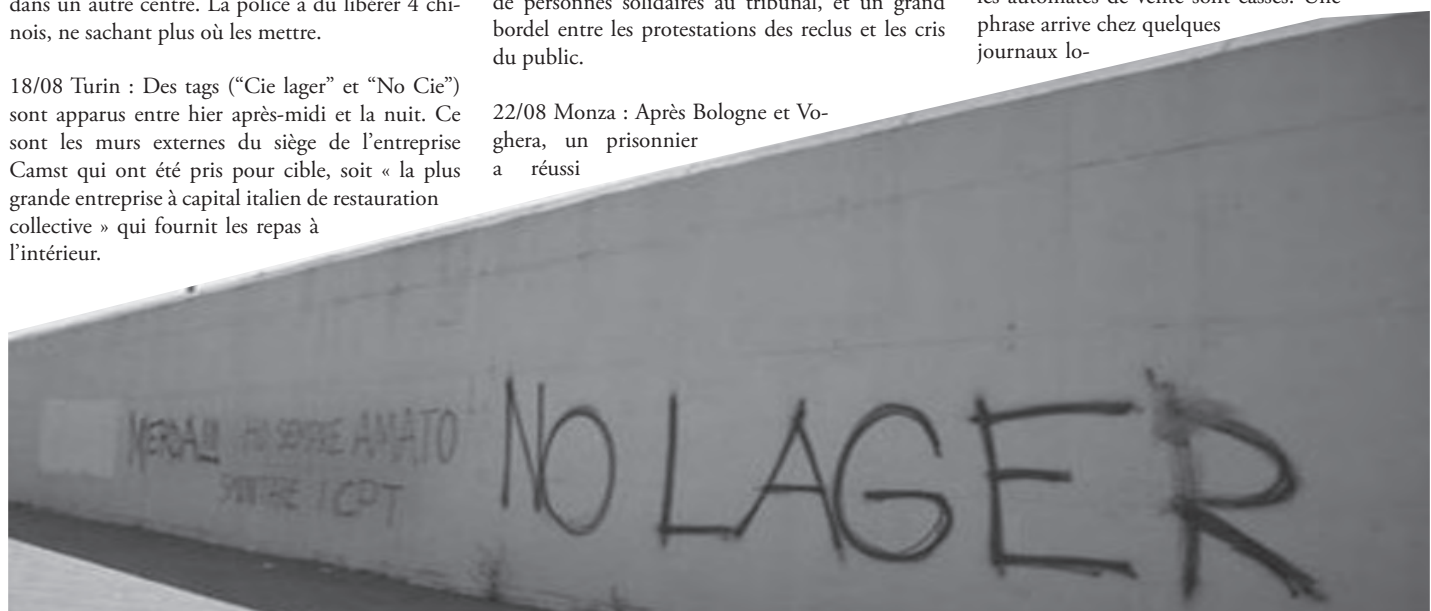 dans un autre centre. La police a dû libérer 4 chi-
nois, ne sachant plus où les mettre.
18/08 Turin : Des tags (“Cie lager” et “No Cie”)
sont apparus entre hier après-midi et la nuit. Ce
sont les murs externes du siège de l’entreprise
Camst qui ont été pris pour cible, soit « la plus
grande entreprise à capital italien de restauration
collective » qui fournit les repas à
l’intérieur.
de personnes solidaires au tribunal, et un grand
bordel entre les protestations des reclus et les cris
du public.
22/08 Monza : Après Bologne et Vo-
ghera, un prisonnier
a réussi
les automates de vente sont cassés. Une
phrase arrive chez quelques
journaux lo-
MERDA!!! HO SEMPRE AMATO
I CPT
NO LAGER